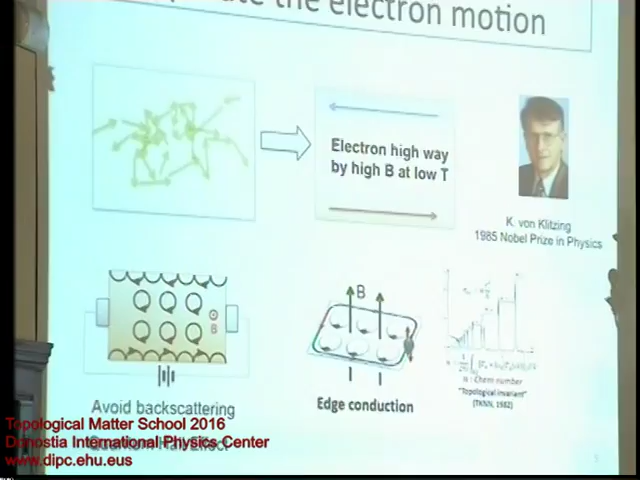 the electron motion
Electron high way
by high B at low T
K. von Klitzing
1985 Nobel Prize in Physics
B
B
n : Chern number
"Topological invariant"
(TKNN, 1982)
Avoid backscattering
Edge conduction
Topological Matter School 2016
Donostia International Physics Center
www.dipc.ehu.eus